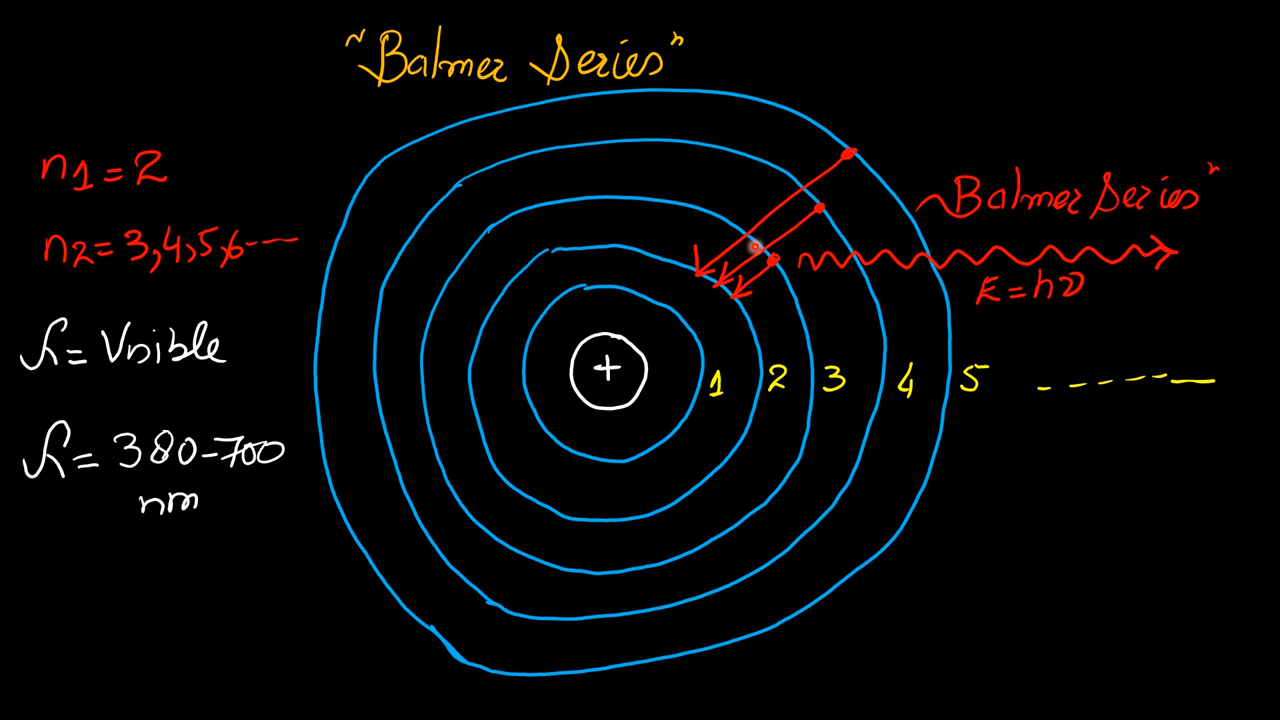 "Balmer Series"
n1 = 2
n2 = 3,4,5,6----
λ = Visible
λ = 380-700
nm
"Balmer Series"
E = hν
+
1 2 3 4 5 ------